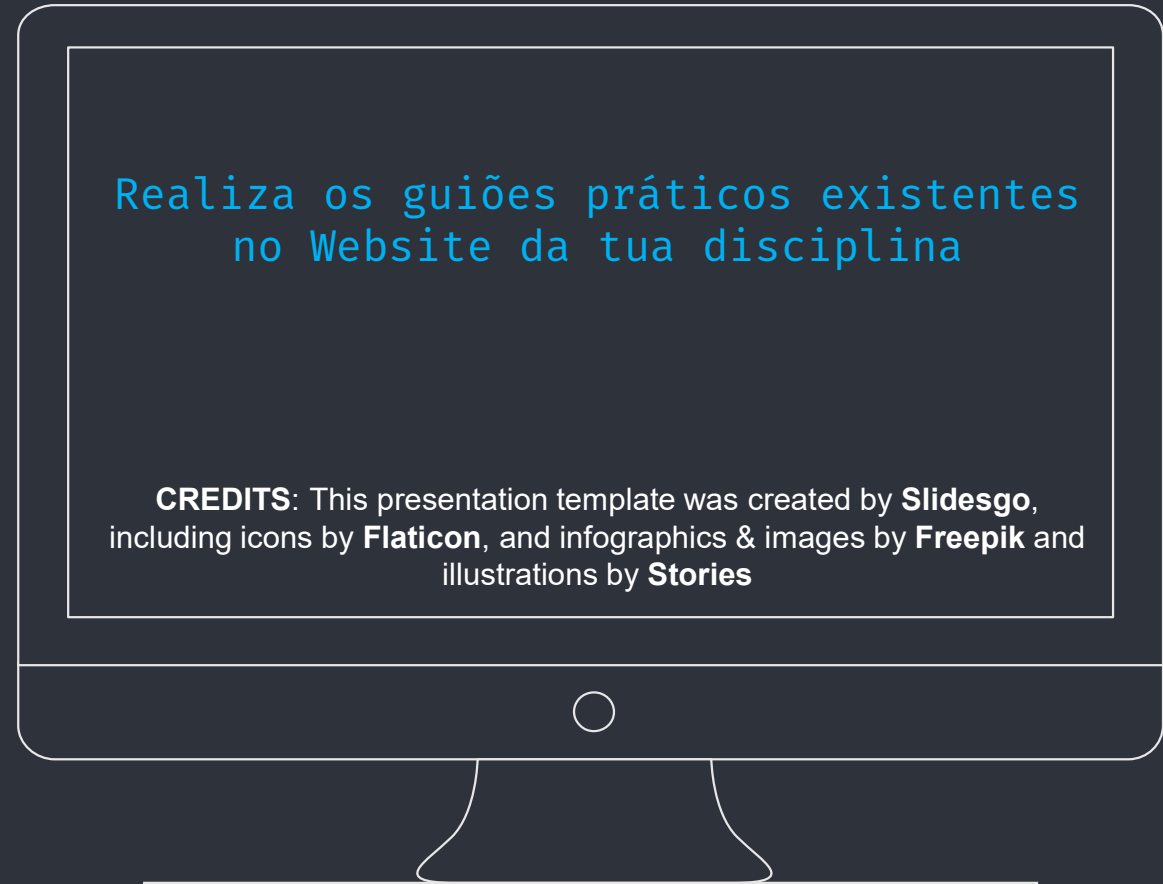 Realiza os guiões práticos existentes
no Website da tua disciplina
CREDITS: This presentation template was created by Slidesgo,
including icons by Flaticon, and infographics & images by Freepik and
illustrations by Stories